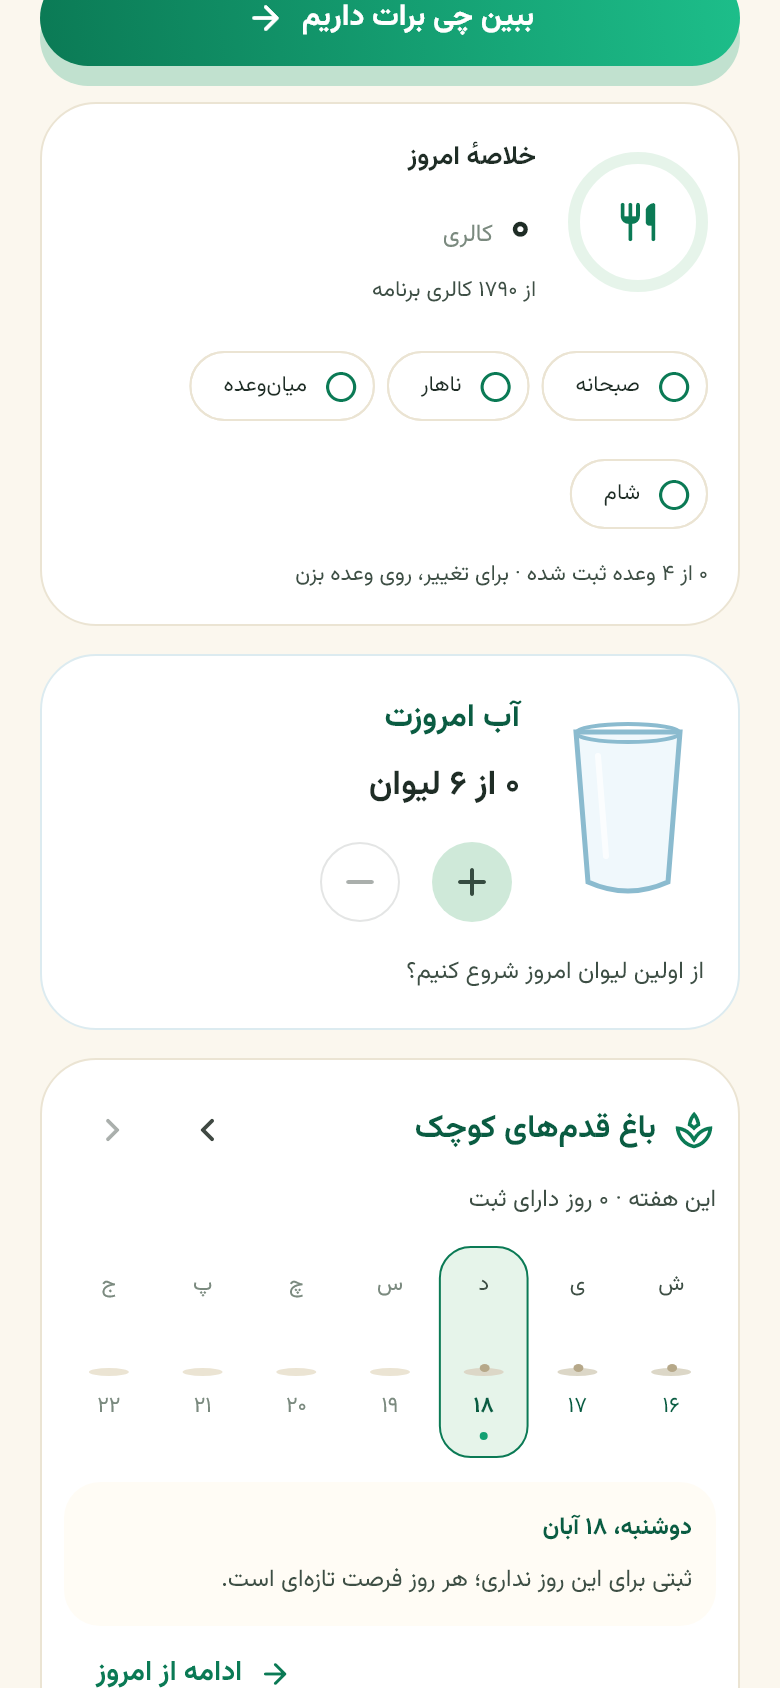 ببین چی برات داریم
خلاصهٔ امروز
۰ کالری
از ۱۷۹۰ کالری برنامه
صبحانه
ناهار
میان‌وعده
شام
۰ از ۴ وعده ثبت شده · برای تغییر، روی وعده بزن
آب امروزت
۰ از ۶ لیوان
از اولین لیوان امروز شروع کنیم؟
باغ قدم‌های کوچک
این هفته · ۰ روز دارای ثبت
ش ی د س چ پ ج
۱۶ ۱۷ ۱۸ ۱۹ ۲۰ ۲۱ ۲۲
دوشنبه، ۱۸ آبان
ثبتی برای این روز نداری؛ هر روز فرصت تازه‌ای است.
ادامه از امروز